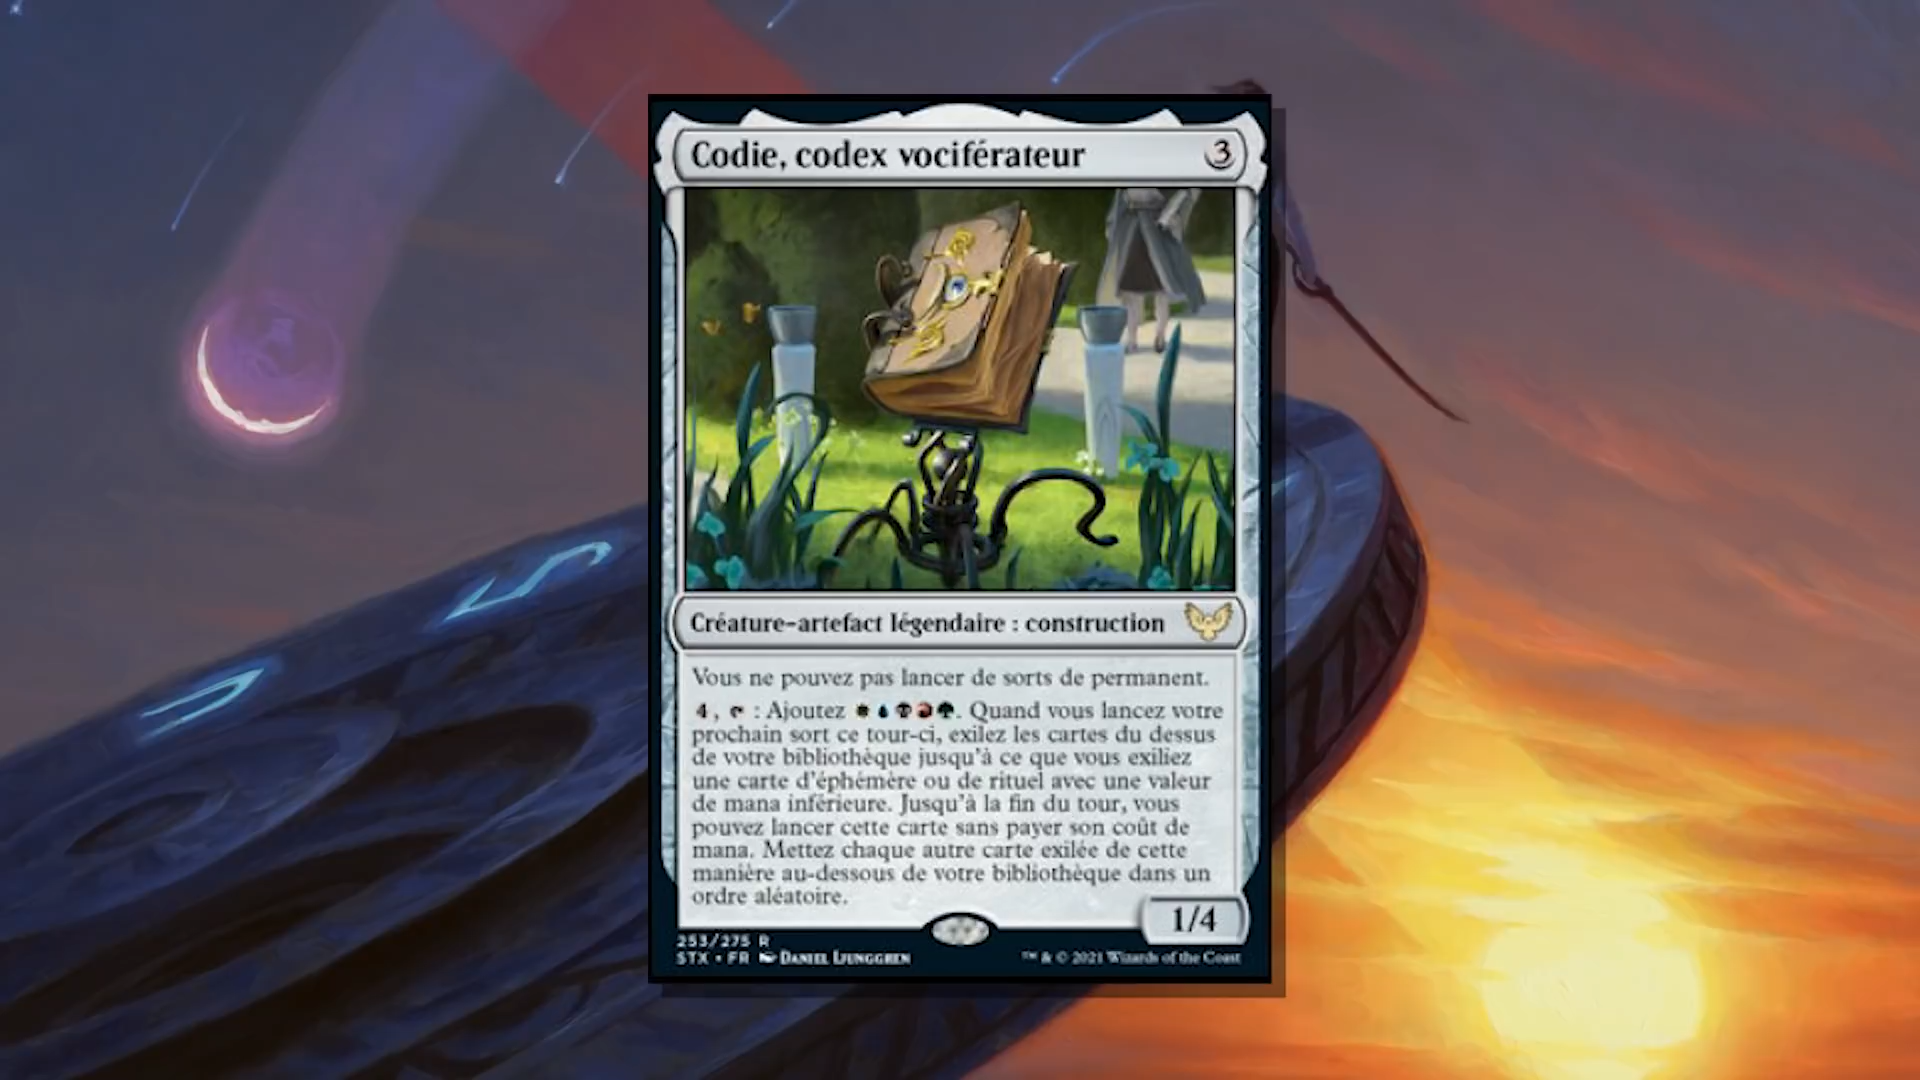 Codie, codex vociférateur 3
Créature-artefact légendaire : construction
Vous ne pouvez pas lancer de sorts de permanent.
4, : Ajoutez . Quand vous lancez votre
prochain sort ce tour-ci, exilez les cartes du dessus
de votre bibliothèque jusqu'à ce que vous exiliez
une carte d'éphémère ou de rituel avec une valeur
de mana inférieure. Jusqu'à la fin du tour, vous
pouvez lancer cette carte sans payer son coût de
mana. Mettez chaque autre carte exilée de cette
manière au-dessous de votre bibliothèque dans un
ordre aléatoire.
1/4
253/275 R
STX • FR DANIEL LJUNGGREN
™ & © 2021 Wizards of the Coast